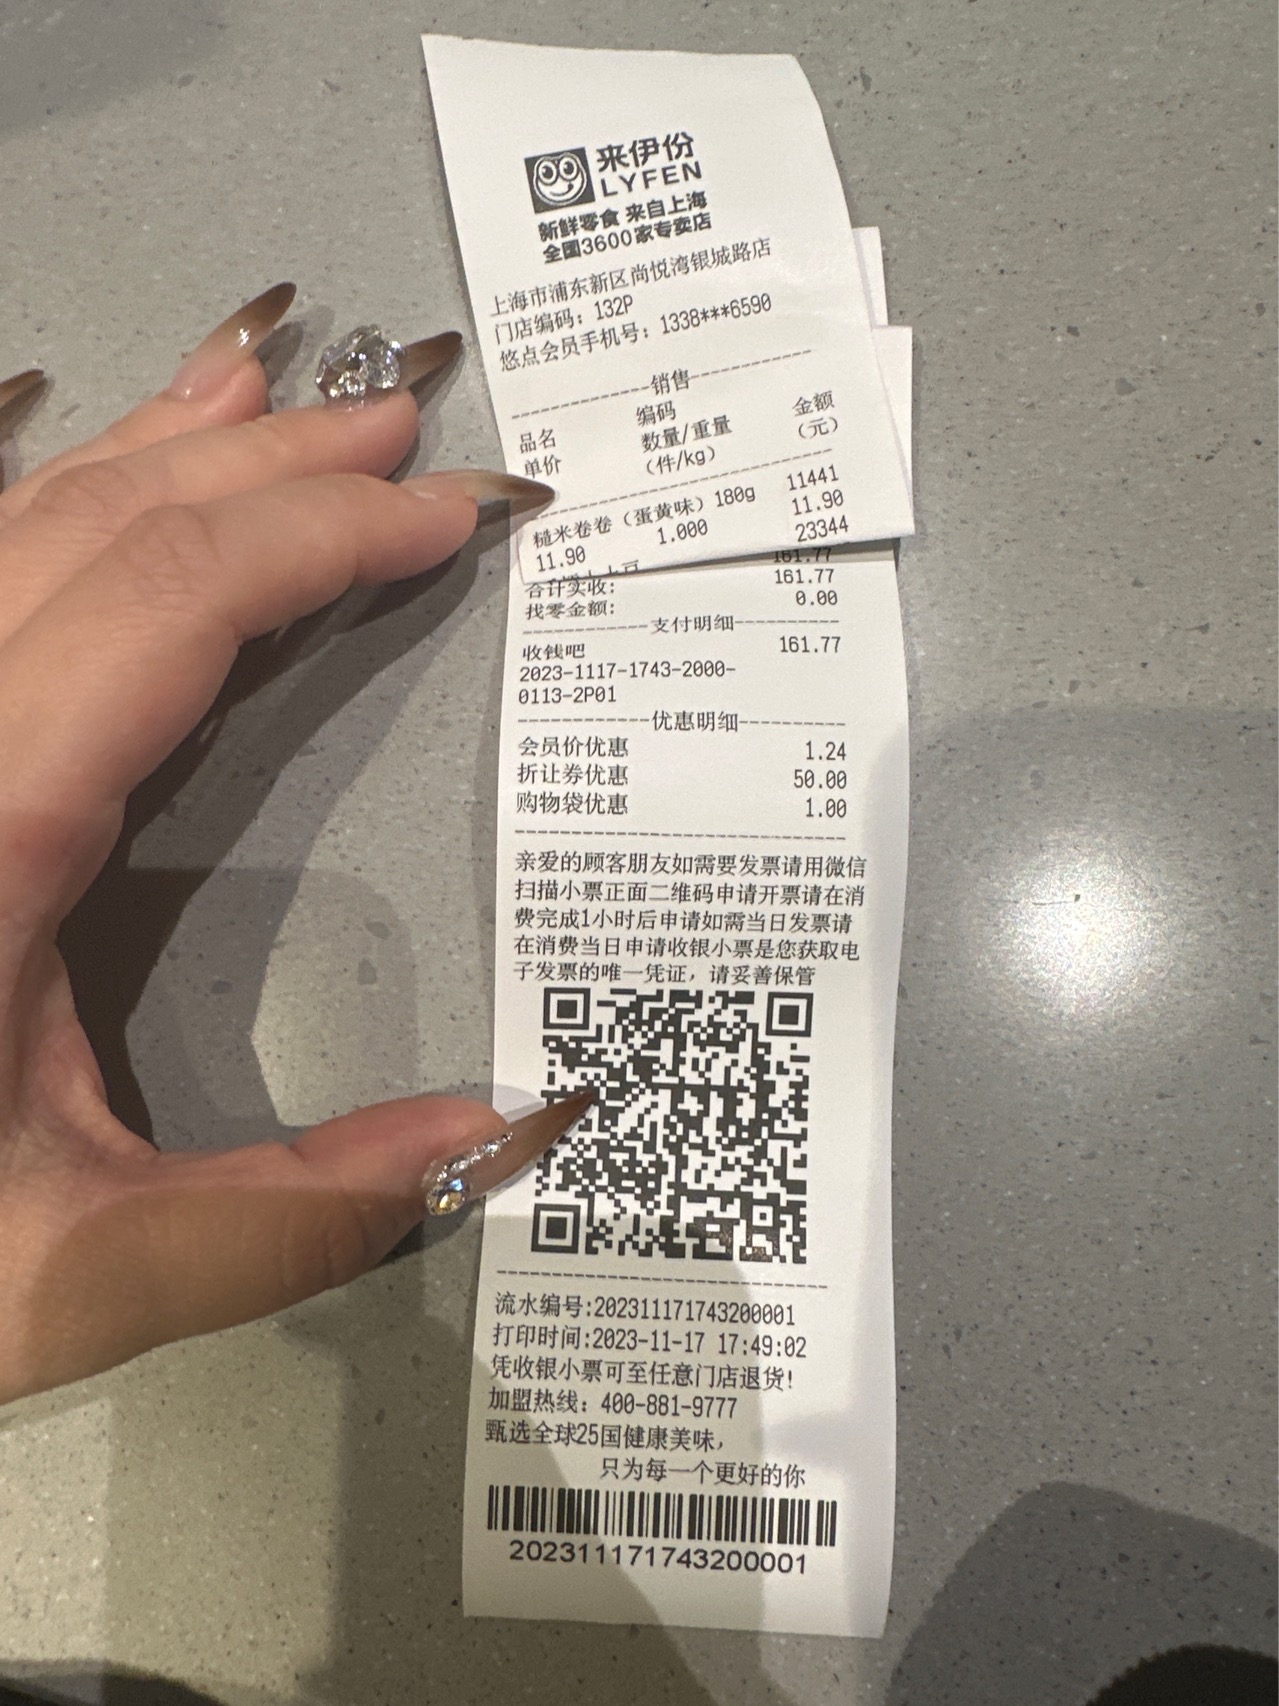 来伊份
LYFEN
新鲜零食 来自上海
全国3600家专卖店
上海市浦东新区尚悦湾银城路店
门店编码：132P
悠点会员手机号：1338***6590
------------销售------------
品名 编码 金额
单价 数量/重量 （元）
（件/kg）
糙米卷卷（蛋黄味）180g 11441
11.90 1.000 11.90
23344
161.77
合计实收： 161.77
找零金额： 0.00
------------支付明细----------
收钱吧 161.77
2023-1117-1743-2000-
0113-2P01
------------优惠明细----------
会员价优惠 1.24
折让券优惠 50.00
购物袋优惠 1.00
亲爱的顾客朋友如需要发票请用微信
扫描小票正面二维码申请开票请在消
费完成1小时后申请如需当日发票请
在消费当日申请收银小票是您获取电
子发票的唯一凭证，请妥善保管
流水编号:202311171743200001
打印时间:2023-11-17 17:49:02
凭收银小票可至任意门店退货!
加盟热线：400-881-9777
甄选全球25国健康美味，
只为每一个更好的你
202311171743200001